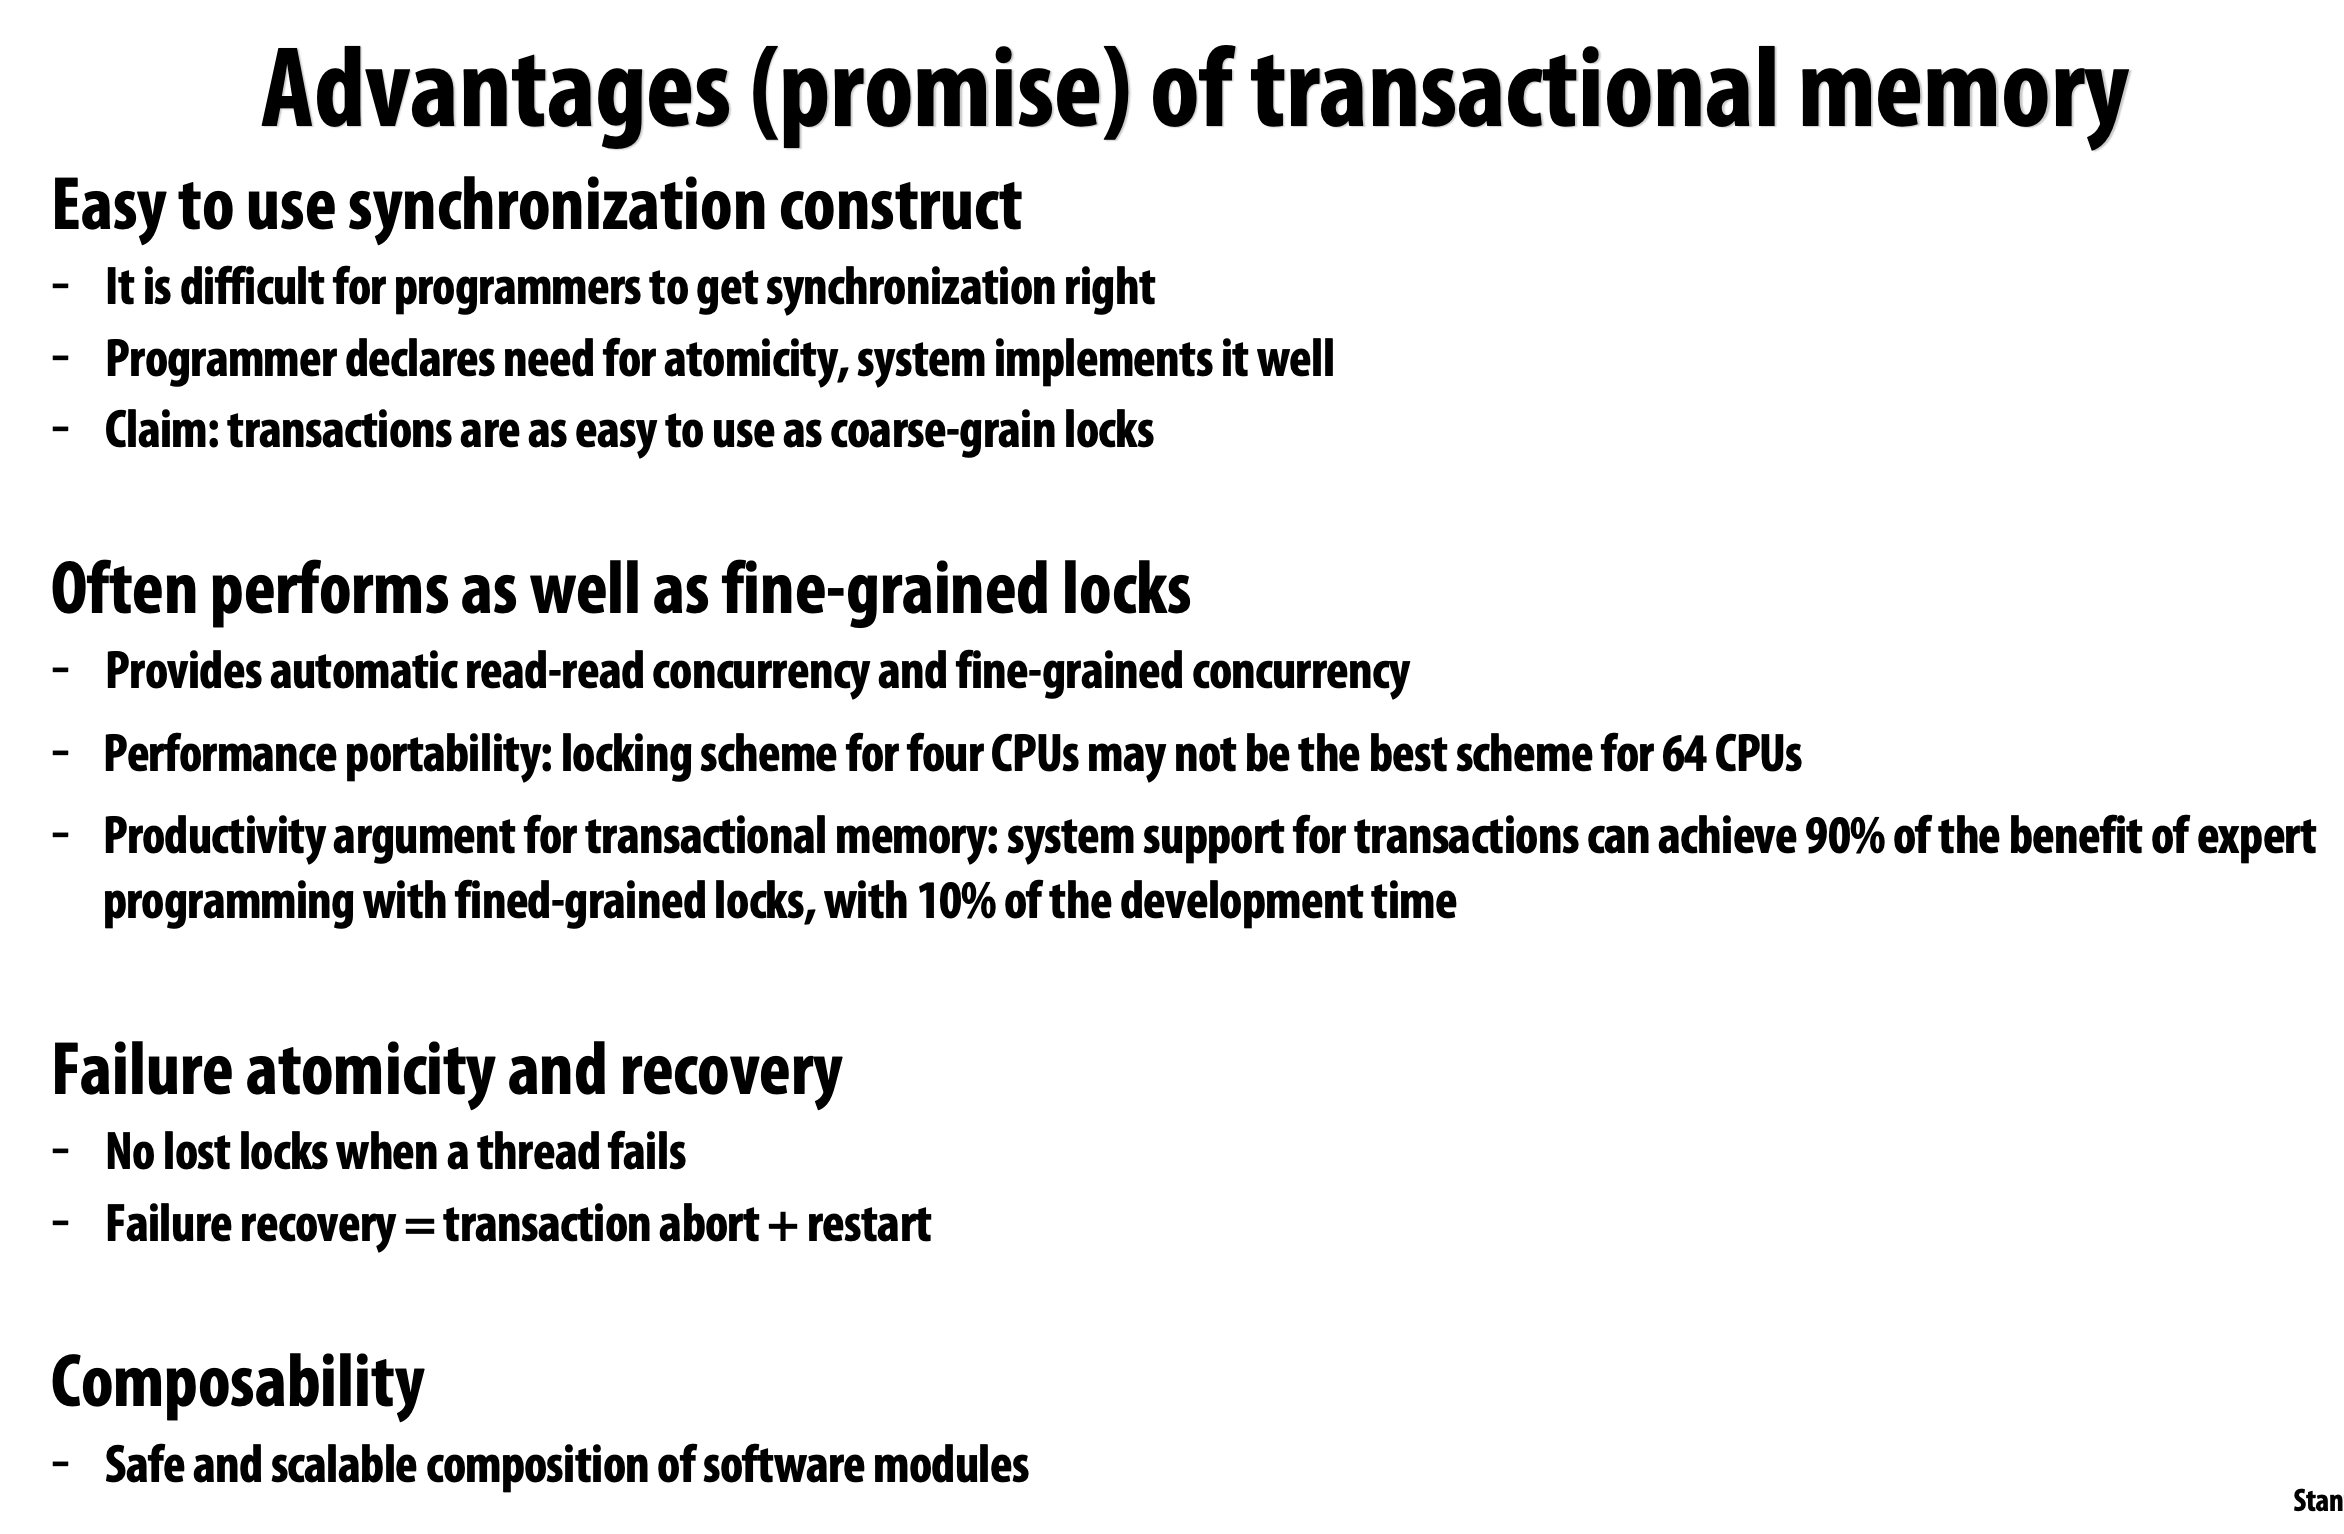 Advantages (promise) of transactional memory
Easy to use synchronization construct
- It is difficult for programmers to get synchronization right
- Programmer declares need for atomicity, system implements it well
- Claim: transactions are as easy to use as coarse-grain locks
Often performs as well as fine-grained locks
- Provides automatic read-read concurrency and fine-grained concurrency
- Performance portability: locking scheme for four CPUs may not be the best scheme for 64 CPUs
- Productivity argument for transactional memory: system support for transactions can achieve 90% of the benefit of expert
programming with fined-grained locks, with 10% of the development time
Failure atomicity and recovery
- No lost locks when a thread fails
- Failure recovery = transaction abort + restart
Composability
- Safe and scalable composition of software modules
Stan